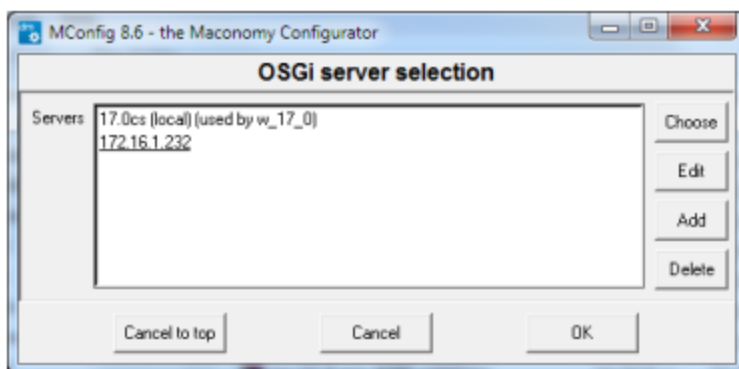 MConfig 8.6 - the Maconomy Configurator
OSGi server selection
Servers
17.0cs (local) (used by w_17_0)
172.16.1.232
Choose
Edit
Add
Delete
Cancel to top
Cancel
OK